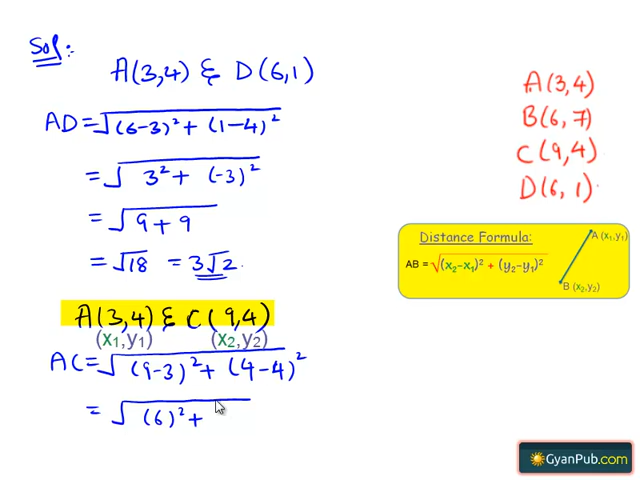 Sol:
A(3,4) & D(6,1)
AD = √(6-3)² + (1-4)²
= √3² + (-3)²
= √9 + 9
= √18 = 3√2
A(3,4) & C(9,4)
(x₁,y₁) (x₂,y₂)
AC = √(9-3)² + (4-4)²
= √(6)² +
A(3,4)
B(6,7)
C(9,4)
D(6,1)
Distance Formula:
AB = √(x₂-x₁)² + (y₂-y₁)²
A (x₁,y₁)
B (x₂,y₂)
GyanPub.com